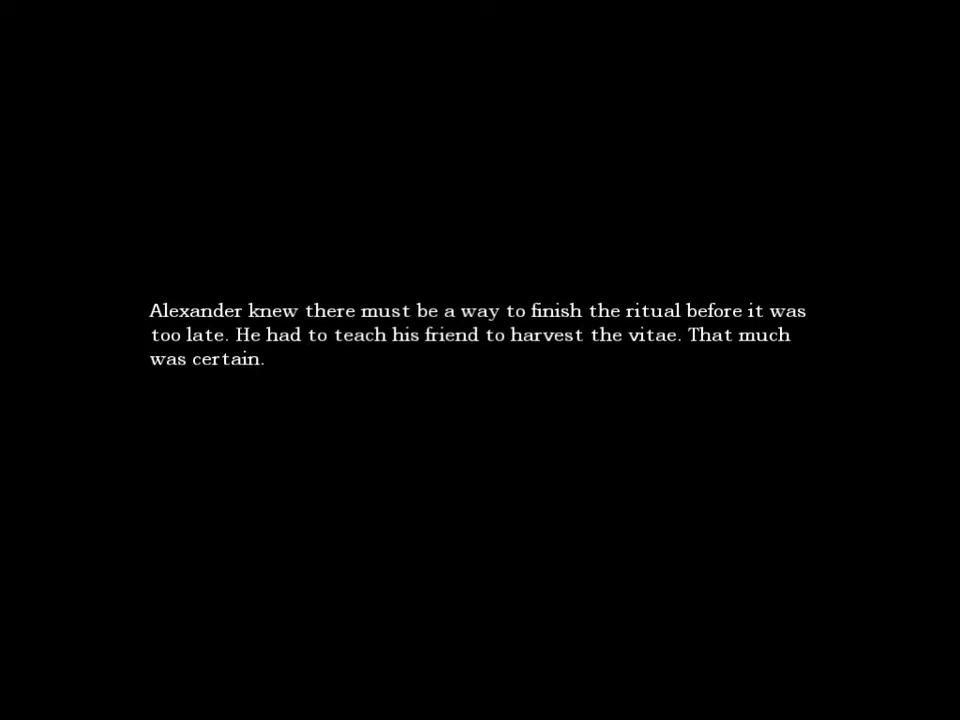 Alexander knew there must be a way to finish the ritual before it was
too late. He had to teach his friend to harvest the vitae. That much
was certain.